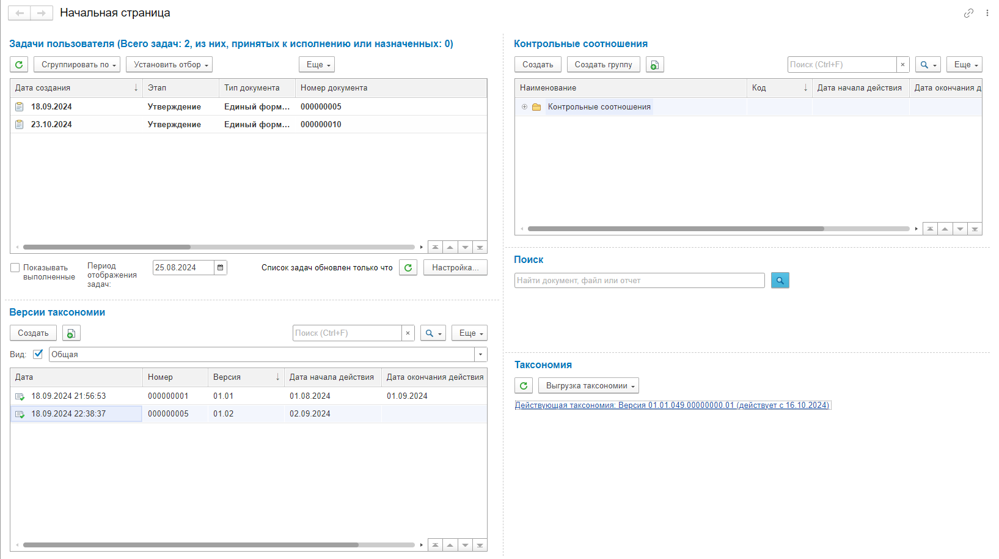 Начальная страница
Задачи пользователя (Всего задач: 2, из них, принятых к исполнению или назначенных: 0)
Сгруппировать по
Установить отбор
Еще
Дата создания
Этап
Тип документа
Номер документа
18.09.2024
Утверждение
Единый форм...
000000005
23.10.2024
Утверждение
Единый форм...
000000010
Показывать
выполненные
Период
отображения
задач:
25.08.2024
Список задач обновлен только что
Настройка...
Версии таксономии
Создать
Поиск (Ctrl+F)
×
Еще
Вид:
Общая
Дата
Номер
Версия
Дата начала действия
Дата окончания действия
18.09.2024 21:56:53
000000001
01.01
01.08.2024
01.09.2024
18.09.2024 22:38:37
000000005
01.02
02.09.2024
Контрольные соотношения
Создать
Создать группу
Поиск (Ctrl+F)
×
Еще
Наименование
Код
Дата начала действия
Дата окончания д
Контрольные соотношения
Поиск
Найти документ, файл или отчет
Таксономия
Выгрузка таксономии
Действующая таксономия: Версия 01.01.049.00000000.01 (действует с 16.10.2024)